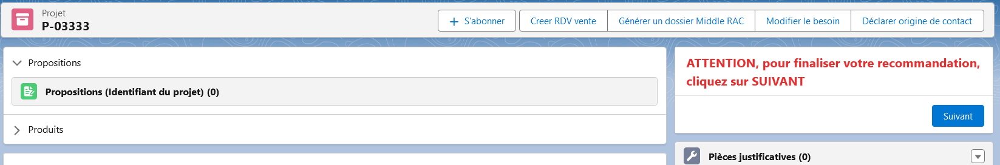 Projet
P-03333
S'abonner
Creer RDV vente
Générer un dossier Middle RAC
Modifier le besoin
Déclarer origine de contact
Propositions
Propositions (Identifiant du projet) (0)
Produits
ATTENTION, pour finaliser votre recommandation,
cliquez sur SUIVANT
Suivant
Pièces justificatives (0)